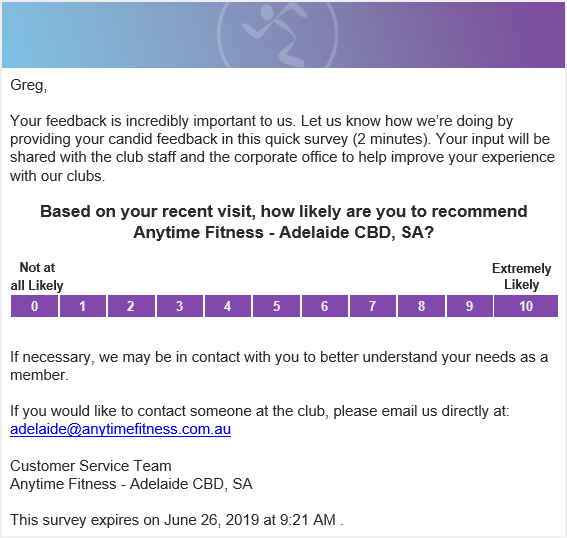 Greg,
Your feedback is incredibly important to us. Let us know how we’re doing by
providing your candid feedback in this quick survey (2 minutes). Your input will be
shared with the club staff and the corporate office to help improve your experience
with our clubs.
Based on your recent visit, how likely are you to recommend
Anytime Fitness - Adelaide CBD, SA?
Not at
all Likely
Extremely
Likely
0 1 2 3 4 5 6 7 8 9 10
If necessary, we may be in contact with you to better understand your needs as a
member.
If you would like to contact someone at the club, please email us directly at:
adelaide@anytimefitness.com.au
Customer Service Team
Anytime Fitness - Adelaide CBD, SA
This survey expires on June 26, 2019 at 9:21 AM .